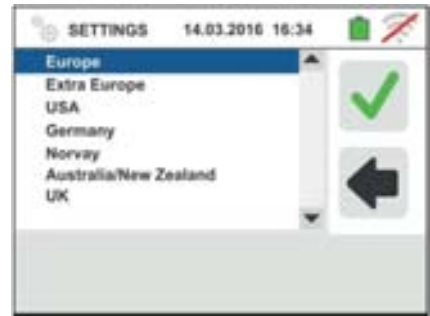 SETTINGS 14.03.2016 16:34
Europe
Extra Europe
USA
Germany
Norvay
Australia/New Zealand
UK